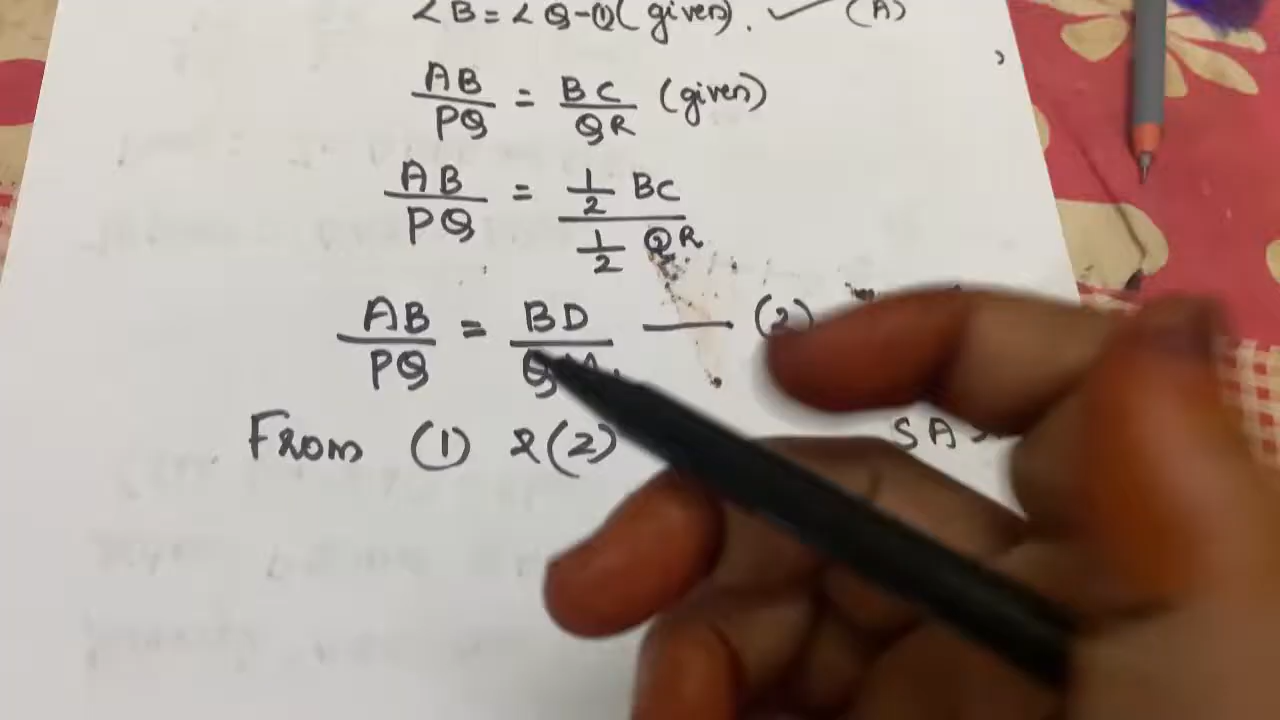 ∠B = ∠Q - ① (given). ✓ (A)
AB/PQ = BC/QR (given)
AB/PQ = 1/2 BC / 1/2 QR
AB/PQ = BD/QM — (2)
From (1) & (2)
SAS